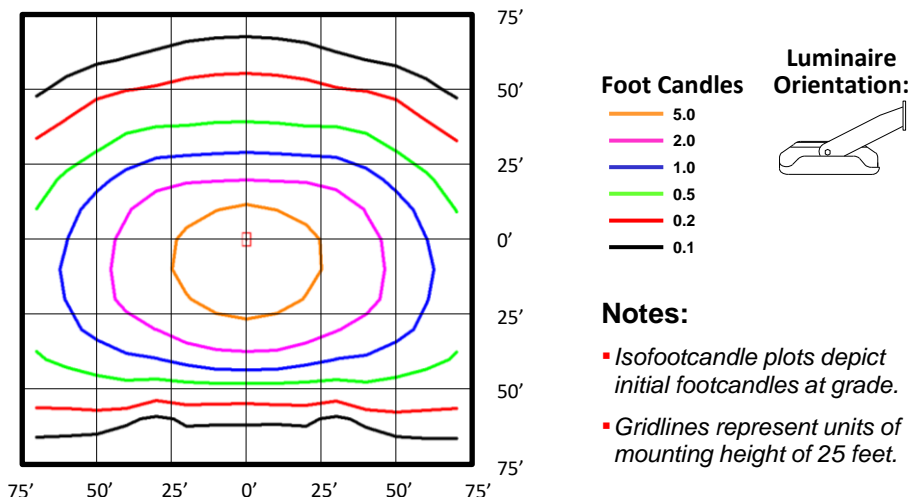 75’
50’
25’
0’
25’
50’
75’
75’ 50’ 25’ 0’ 25’ 50’ 75’
Foot Candles
5.0
2.0
1.0
0.5
0.2
0.1
Luminaire
Orientation:
Notes:
▪ Isofootcandle plots depict
initial footcandles at grade.
▪ Gridlines represent units of
mounting height of 25 feet.